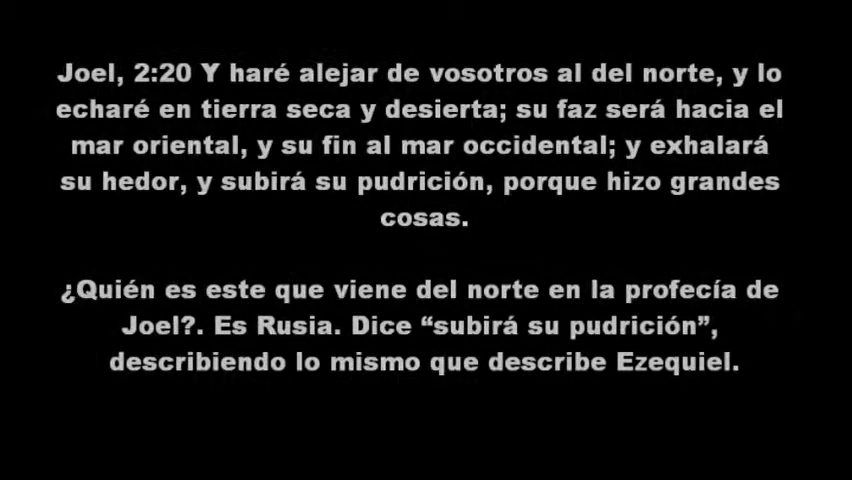 Joel, 2:20 Y haré alejar de vosotros al del norte, y lo
echaré en tierra seca y desierta; su faz será hacia el
mar oriental, y su fin al mar occidental; y exhalará
su hedor, y subirá su pudrición, porque hizo grandes
cosas.
¿Quién es este que viene del norte en la profecía de
Joel?. Es Rusia. Dice “subirá su pudrición”,
describiendo lo mismo que describe Ezequiel.